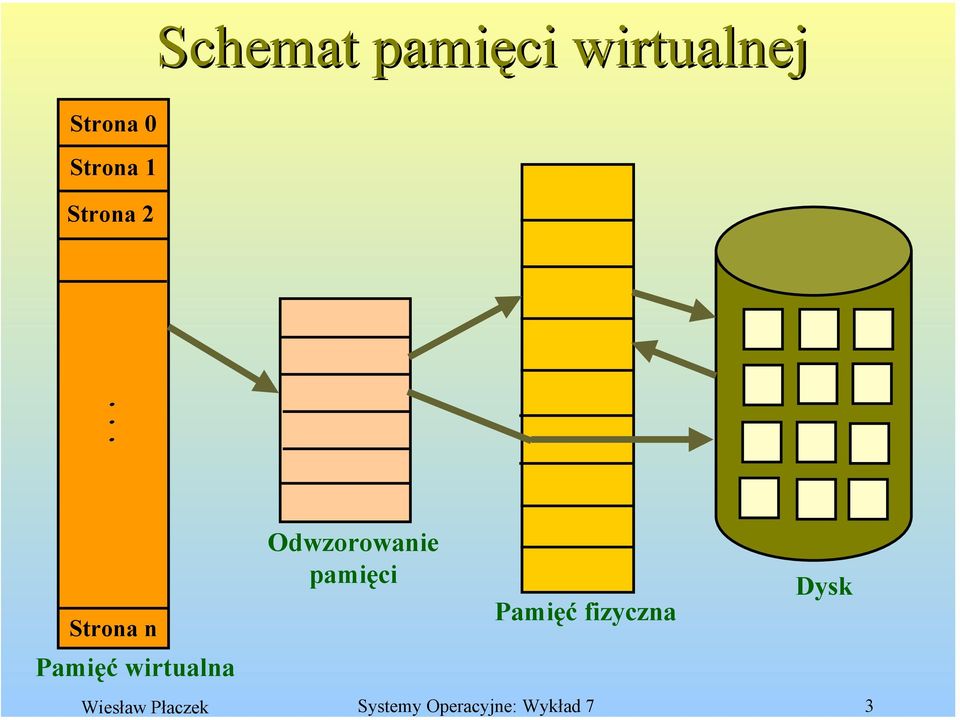 Schemat pamięci wirtualnej
Strona 0
Strona 1
Strona 2
. . .
Strona n
Pamięć wirtualna
Odwzorowanie
pamięci
Pamięć fizyczna
Dysk
Wiesław Płaczek
Systemy Operacyjne: Wykład 7
3